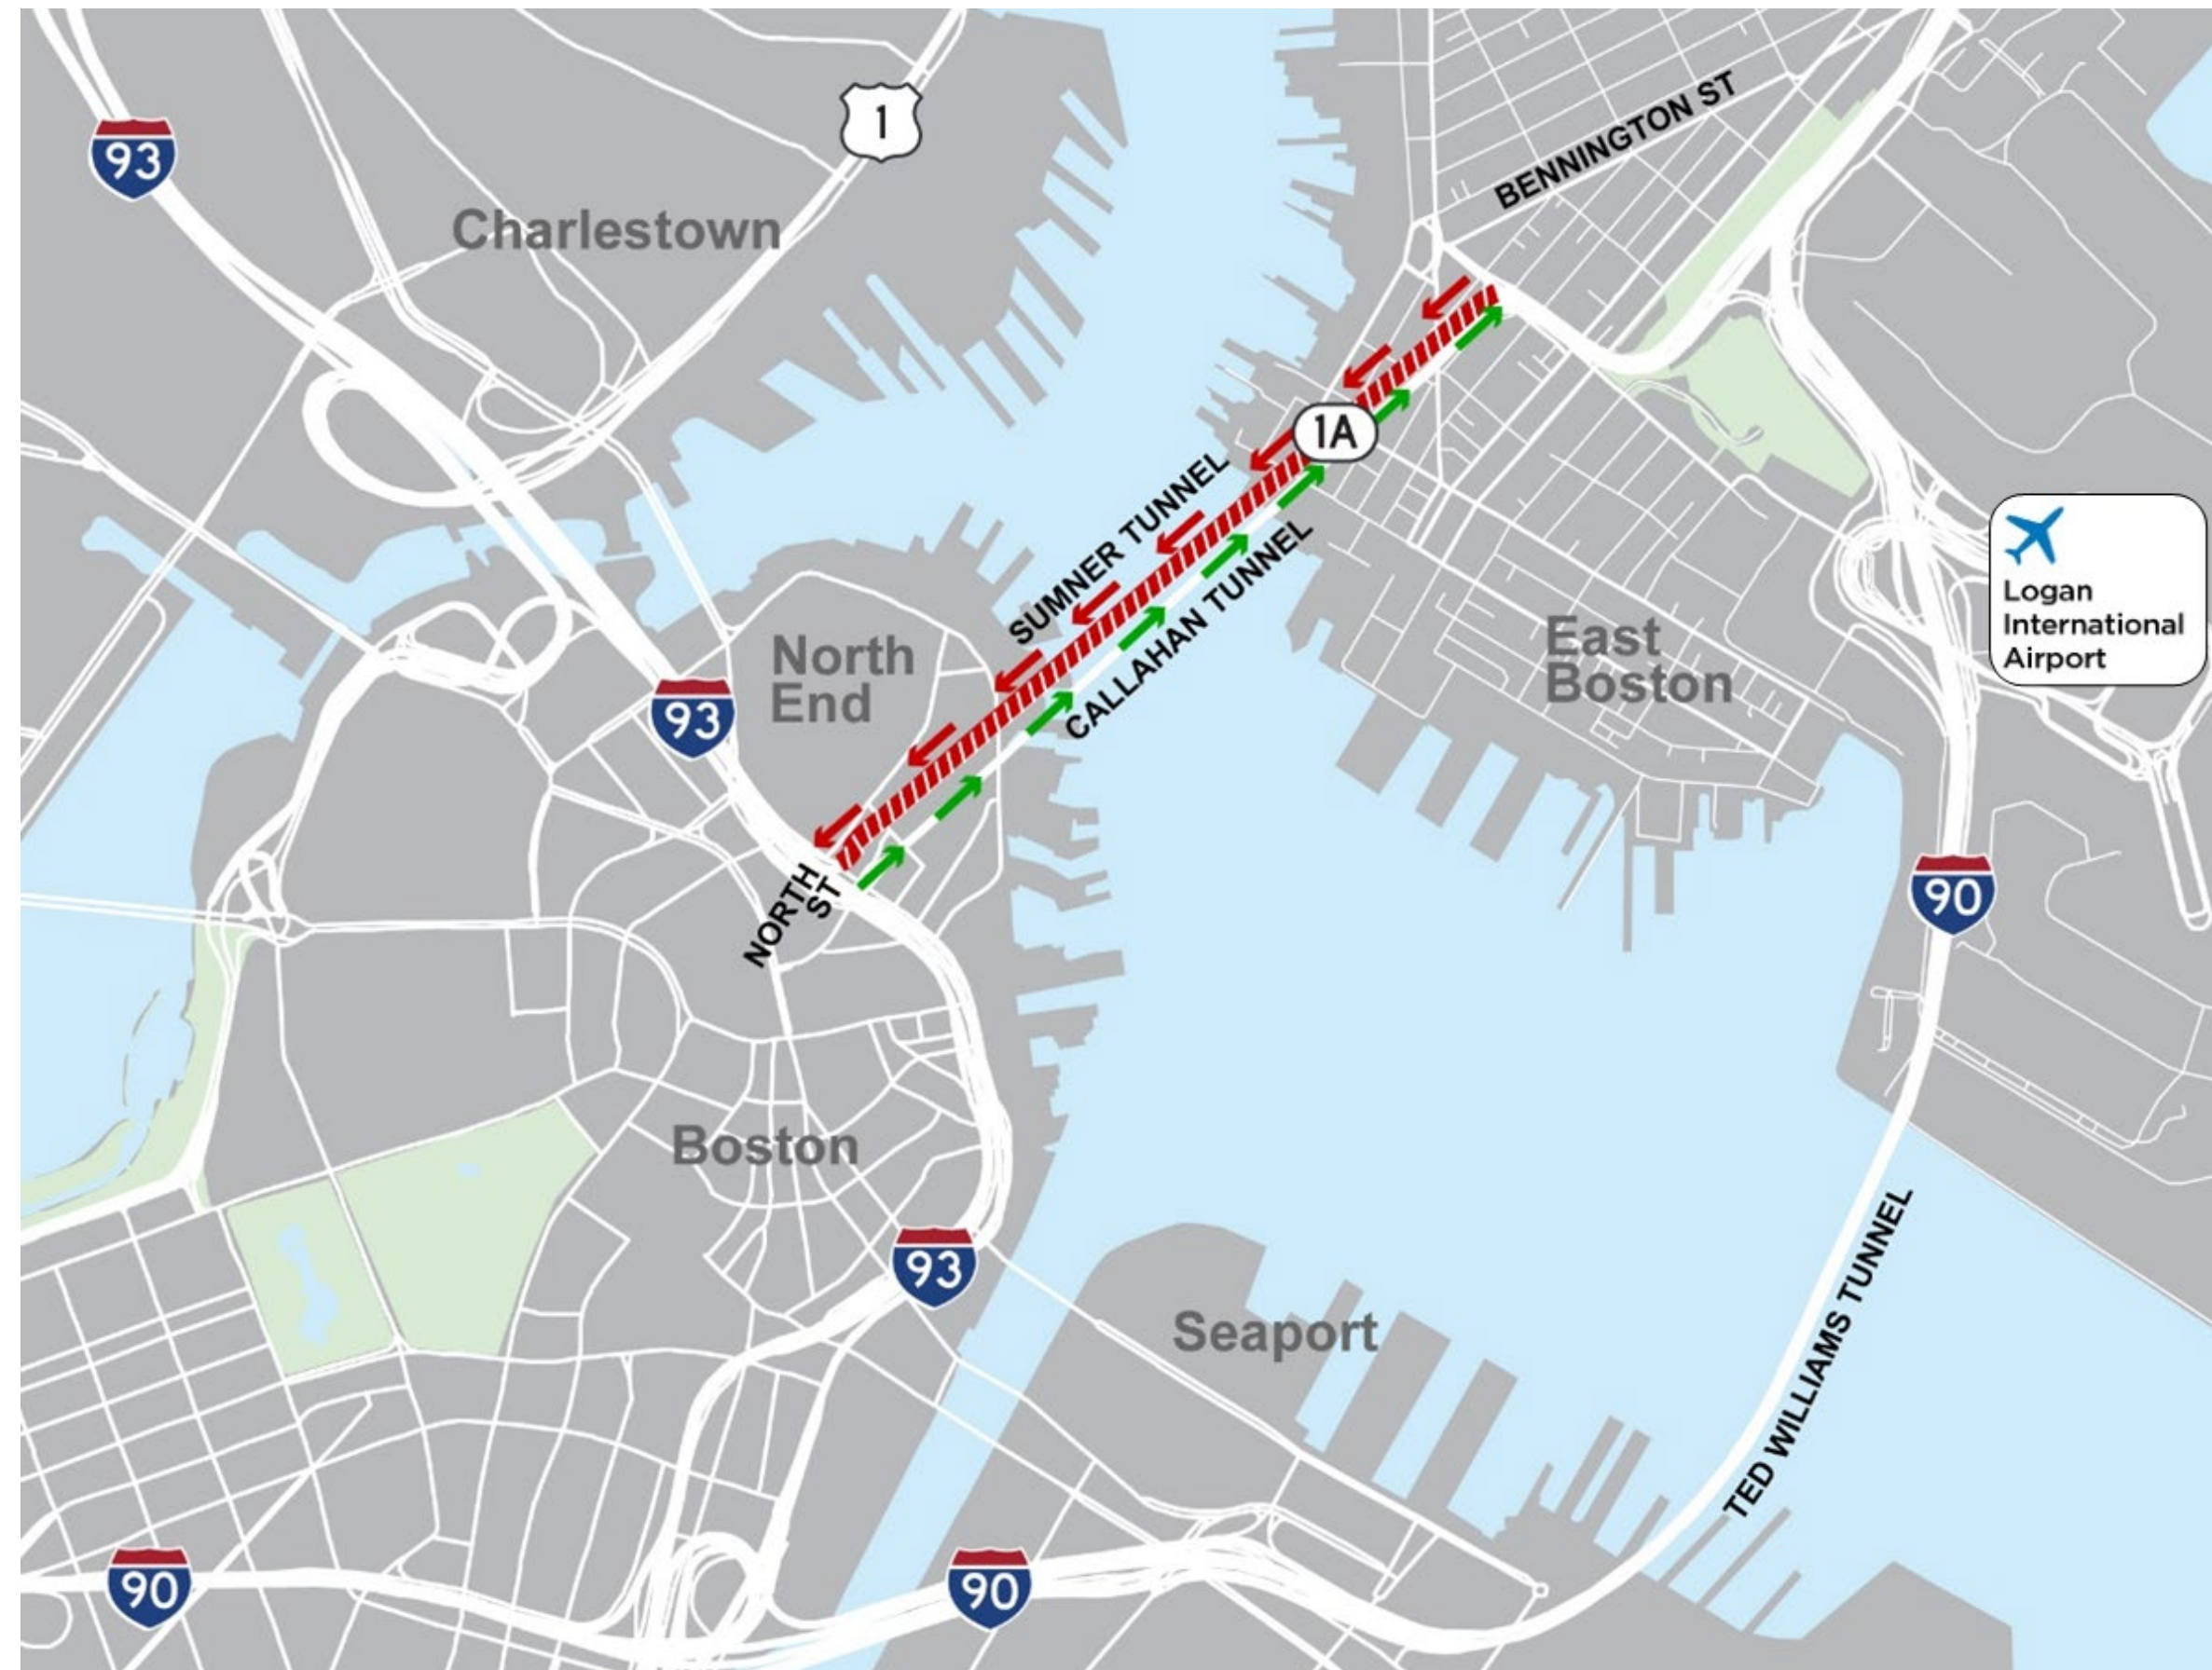 1
93
BENNINGTON ST
Charlestown
1A
SUMNER TUNNEL
CALLAHAN TUNNEL
Logan
International
Airport
North
End
East
Boston
93
NORTH
ST
90
Boston
93
Seaport
TED WILLIAMS TUNNEL
90
90